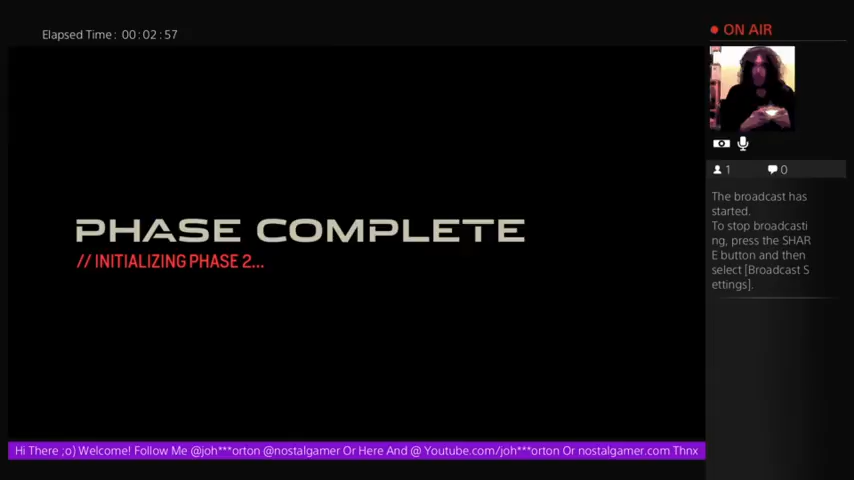 Elapsed Time: 00:02:57
ON AIR
1 0
The broadcast has
started.
To stop broadcasti
ng, press the SHAR
E button and then
select [Broadcast S
ettings].
PHASE COMPLETE
// INITIALIZING PHASE 2...
Hi There ;o) Welcome! Follow Me @joh***orton @nostalgamer Or Here And @ Youtube.com/joh***orton Or nostalgamer.com Thnx